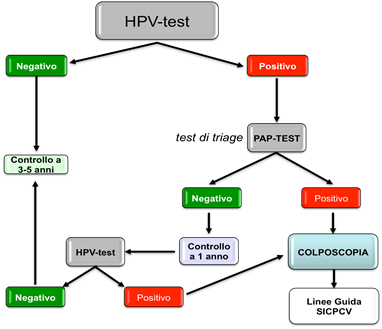 HPV-test
Negativo
Positivo
test di triage
PAP-TEST
Controllo a
3-5 anni
Negativo
Positivo
HPV-test
Controllo
a 1 anno
COLPOSCOPIA
Negativo
Positivo
Linee Guida
SICPCV